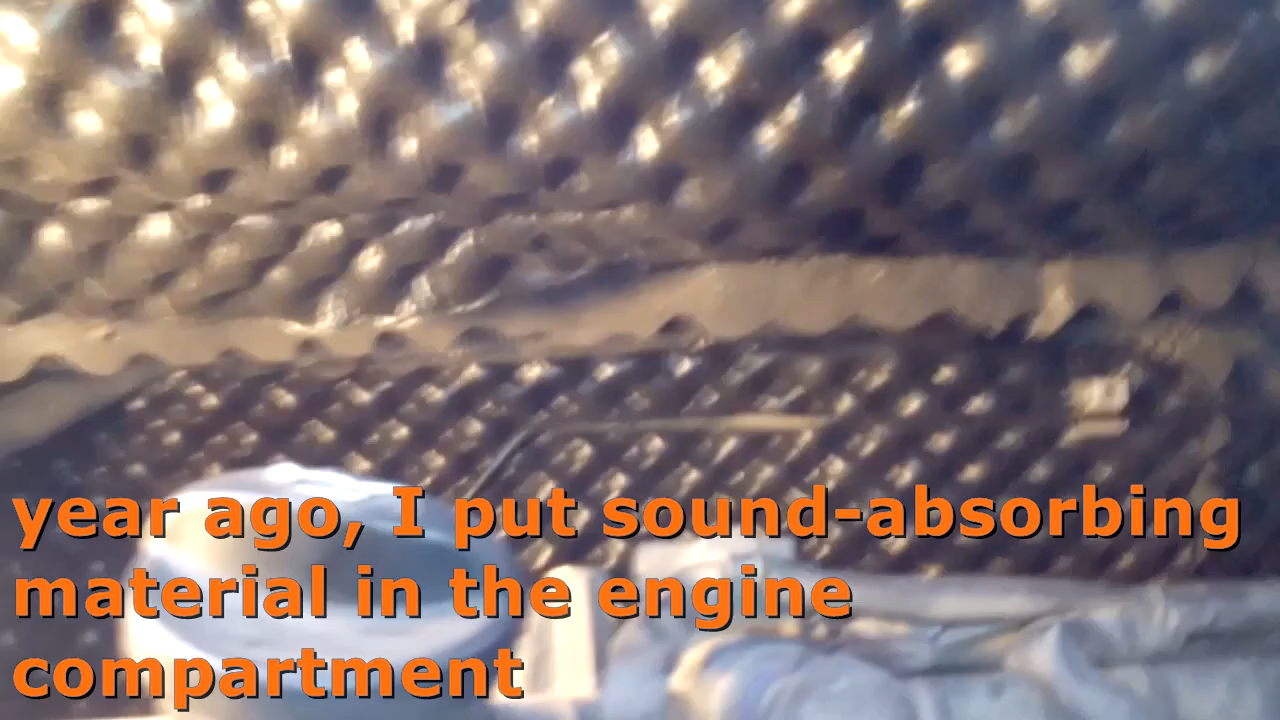 year ago, I put sound-absorbing
material in the engine
compartment